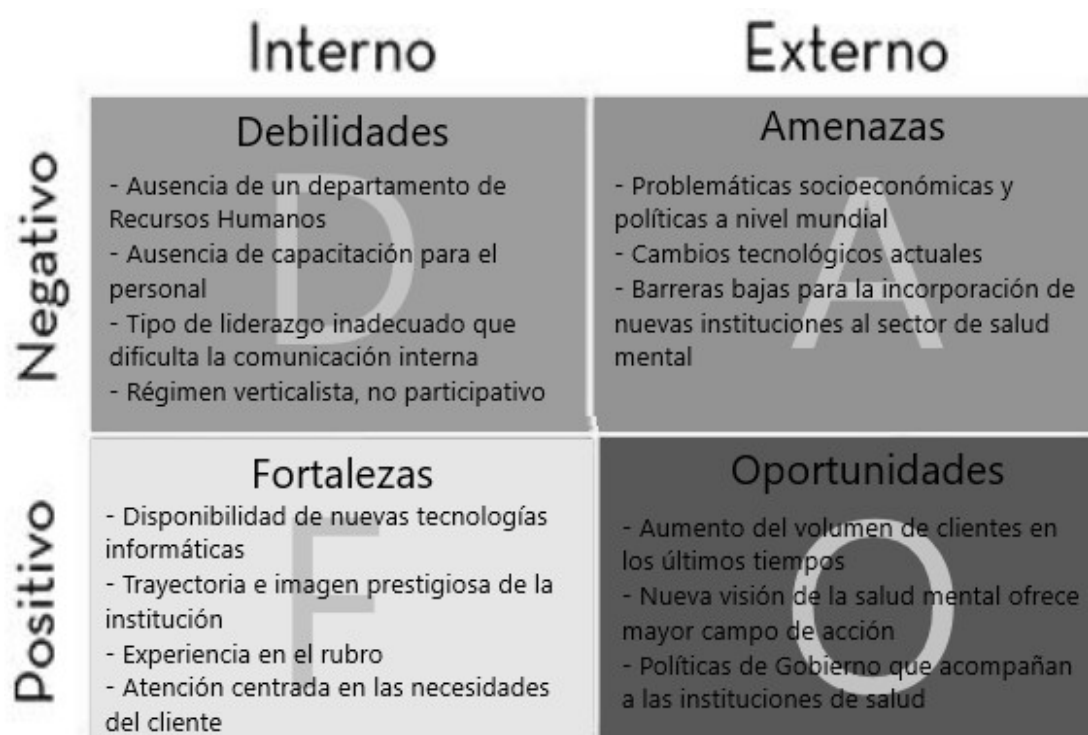 Interno
Externo
Negativo
Debilidades
- Ausencia de un departamento de
Recursos Humanos
- Ausencia de capacitación para el
personal
- Tipo de liderazgo inadecuado que
dificulta la comunicación interna
- Régimen verticalista, no participativo
D
Amenazas
- Problemáticas socioeconómicas y
políticas a nivel mundial
- Cambios tecnológicos actuales
- Barreras bajas para la incorporación de
nuevas instituciones al sector de salud
mental
A
Positivo
Fortalezas
- Disponibilidad de nuevas tecnologías
informáticas
- Trayectoria e imagen prestigiosa de la
institución
- Experiencia en el rubro
- Atención centrada en las necesidades
del cliente
F
Oportunidades
- Aumento del volumen de clientes en
los últimos tiempos
- Nueva visión de la salud mental ofrece
mayor campo de acción
- Políticas de Gobierno que acompañan
a las instituciones de salud
O